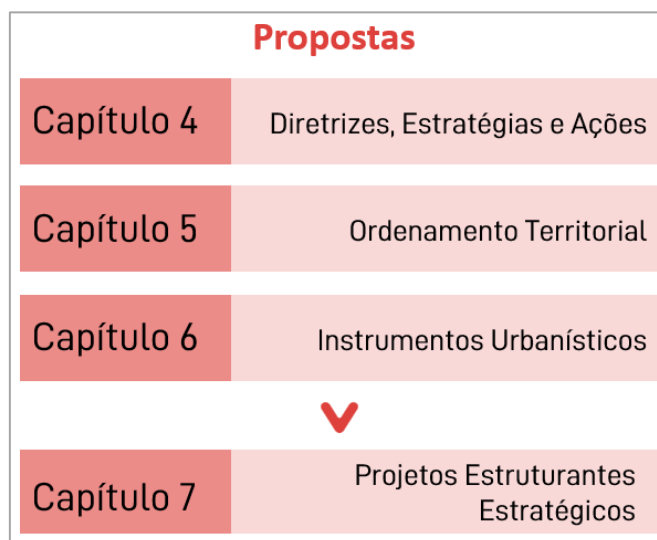 Propostas
Capítulo 4
Diretrizes, Estratégias e Ações
Capítulo 5
Ordenamento Territorial
Capítulo 6
Instrumentos Urbanísticos
Capítulo 7
Projetos Estruturantes
Estratégicos